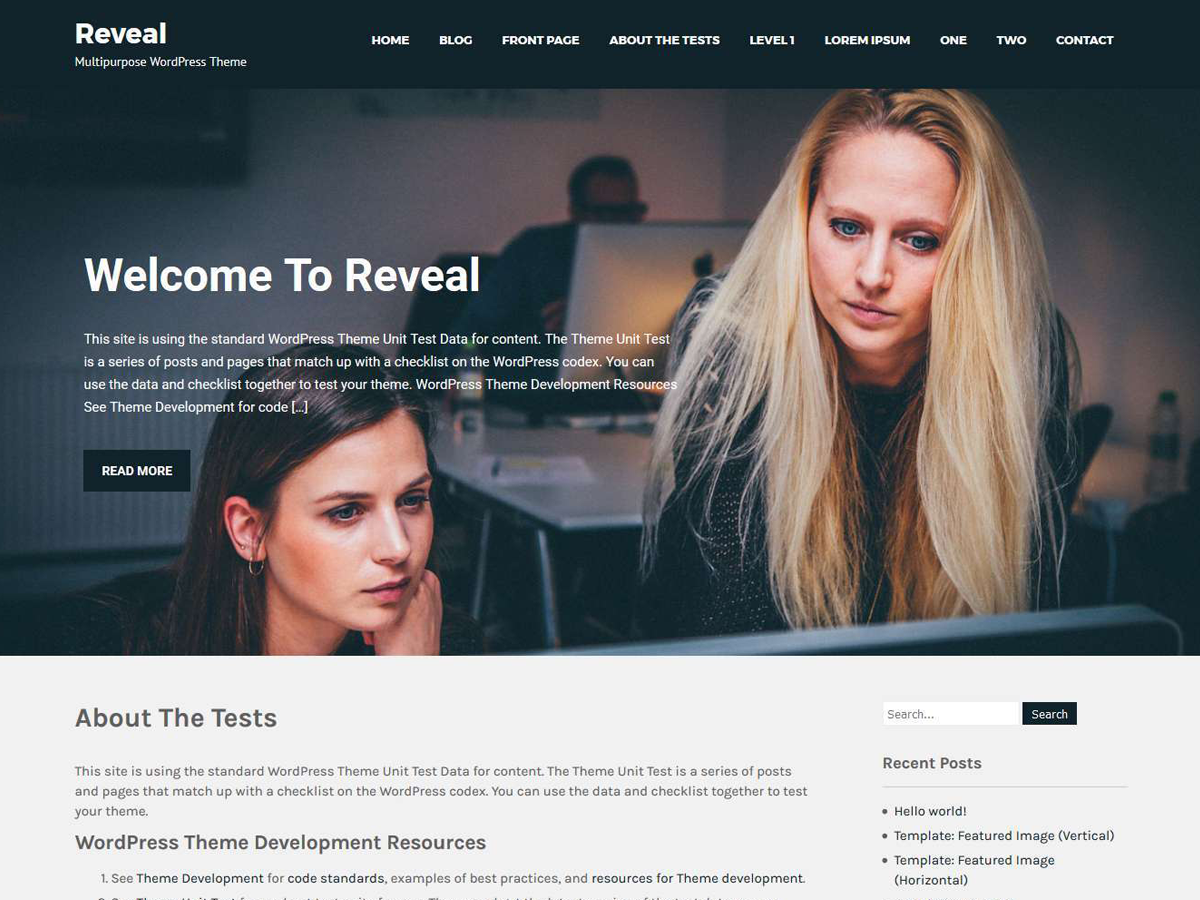 Reveal
Multipurpose WordPress Theme
HOME BLOG FRONT PAGE ABOUT THE TESTS LEVEL 1 LOREM IPSUM ONE TWO CONTACT
Welcome To Reveal
This site is using the standard WordPress Theme Unit Test Data for content. The Theme Unit Test
is a series of posts and pages that match up with a checklist on the WordPress codex. You can
use the data and checklist together to test your theme. WordPress Theme Development Resources
See Theme Development for code [...]
READ MORE
About The Tests
This site is using the standard WordPress Theme Unit Test Data for content. The Theme Unit Test is a series of posts
and pages that match up with a checklist on the WordPress codex. You can use the data and checklist together to test
your theme.
WordPress Theme Development Resources
1. See Theme Development for code standards, examples of best practices, and resources for Theme development.
Search... Search
Recent Posts
Hello world!
Template: Featured Image (Vertical)
Template: Featured Image
(Horizontal)